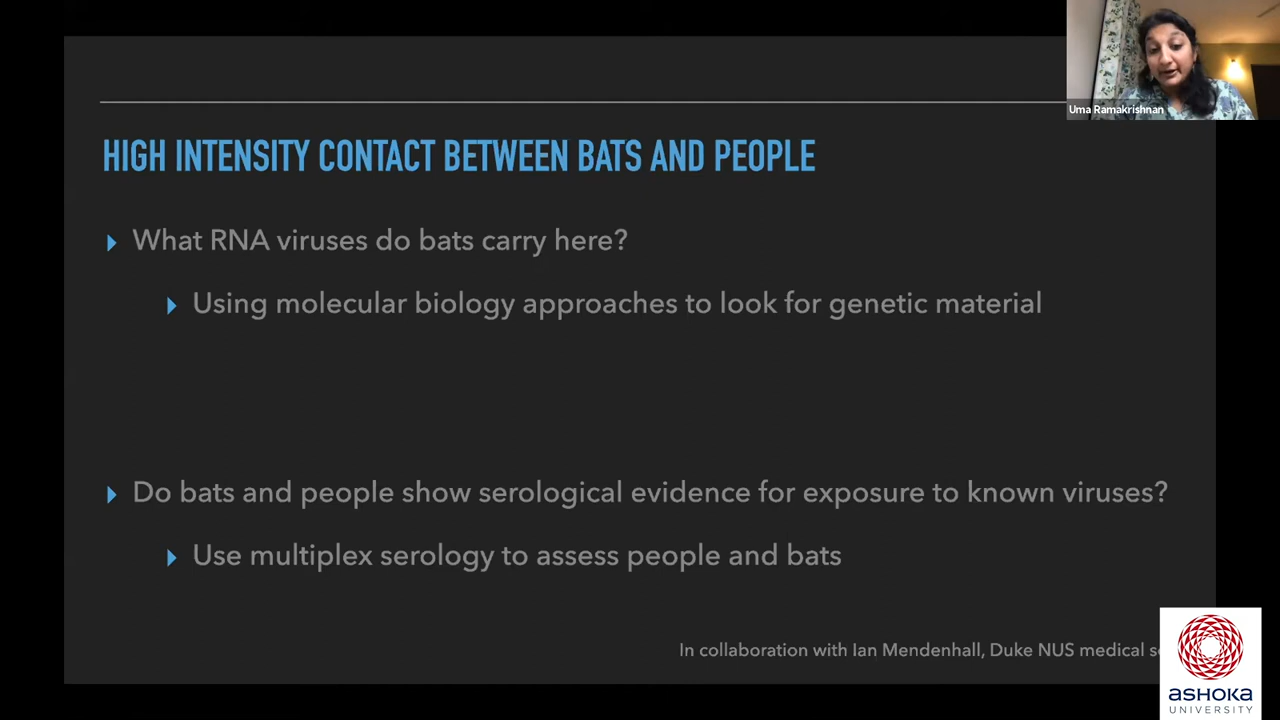 Uma Ramakrishnan
HIGH INTENSITY CONTACT BETWEEN BATS AND PEOPLE
What RNA viruses do bats carry here?
Using molecular biology approaches to look for genetic material
Do bats and people show serological evidence for exposure to known viruses?
Use multiplex serology to assess people and bats
In collaboration with Ian Mendenhall, Duke NUS medical
ASHOKA
UNIVERSITY